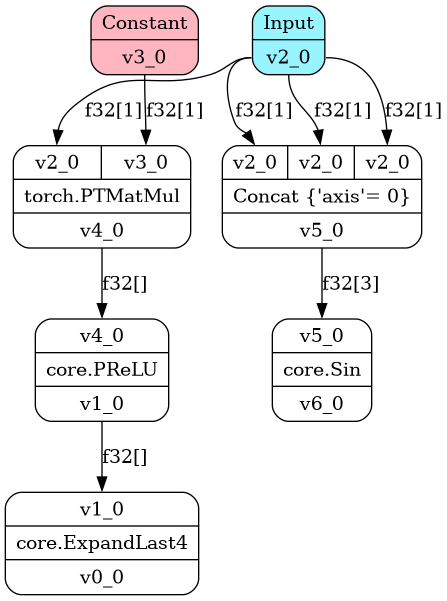 Constant
v3_0
Input
v2_0
f32[1]
f32[1]
f32[1]
f32[1]
f32[1]
v2_0
v3_0
torch.PTMatMul
v4_0
v2_0
v2_0
v2_0
Concat {'axis'= 0}
v5_0
f32[]
f32[3]
v4_0
core.PReLU
v1_0
v5_0
core.Sin
v6_0
f32[]
v1_0
core.ExpandLast4
v0_0